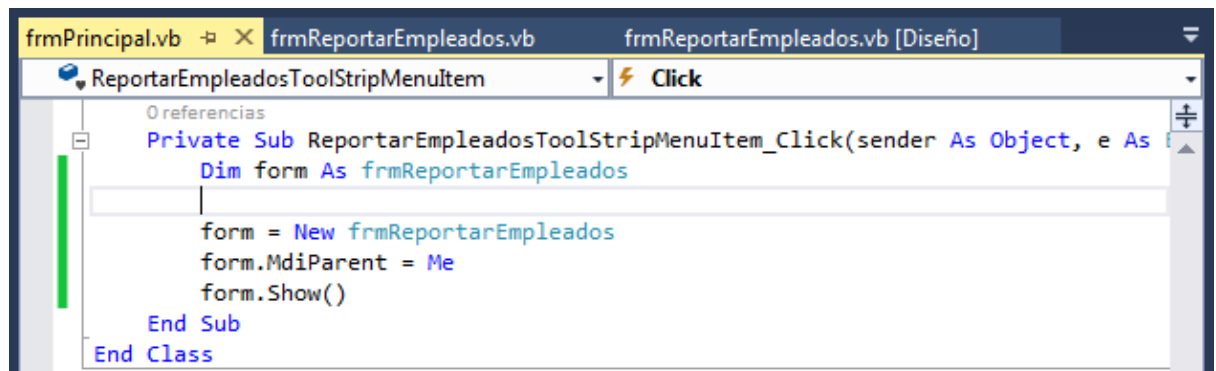 frmPrincipal.vb frmReportarEmpleados.vb frmReportarEmpleados.vb [Diseño]
ReportarEmpleadosToolStripMenuItem Click
0 referencias
Private Sub ReportarEmpleadosToolStripMenuItem_Click(sender As Object, e As
Dim form As frmReportarEmpleados
form = New frmReportarEmpleados
form.MdiParent = Me
form.Show()
End Sub
End Class